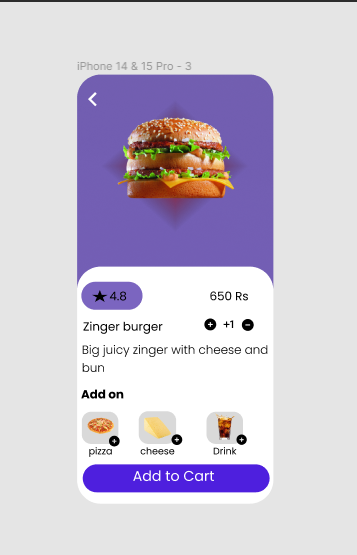 iPhone 14 & 15 Pro - 3
4.8
650 Rs
Zinger burger
+1
Big juicy zinger with cheese and
bun
Add on
pizza
cheese
Drink
Add to Cart